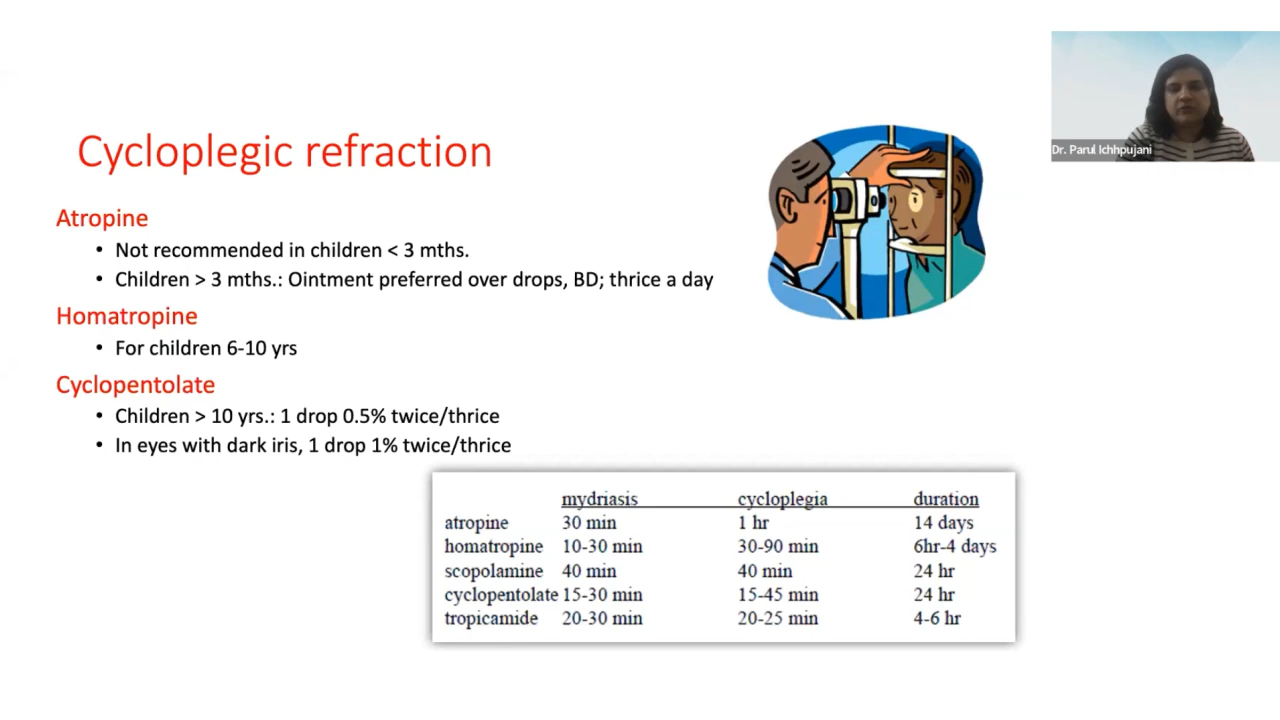 Dr. Parul Ichhpujani
Cycloplegic refraction
Atropine
• Not recommended in children < 3 mths.
• Children > 3 mths.: Ointment preferred over drops, BD; thrice a day
Homatropine
• For children 6-10 yrs
Cyclopentolate
• Children > 10 yrs.: 1 drop 0.5% twice/thrice
• In eyes with dark iris, 1 drop 1% twice/thrice
mydriasis cycloplegia duration
atropine 30 min 1 hr 14 days
homatropine 10-30 min 30-90 min 6hr-4 days
scopolamine 40 min 40 min 24 hr
cyclopentolate 15-30 min 15-45 min 24 hr
tropicamide 20-30 min 20-25 min 4-6 hr